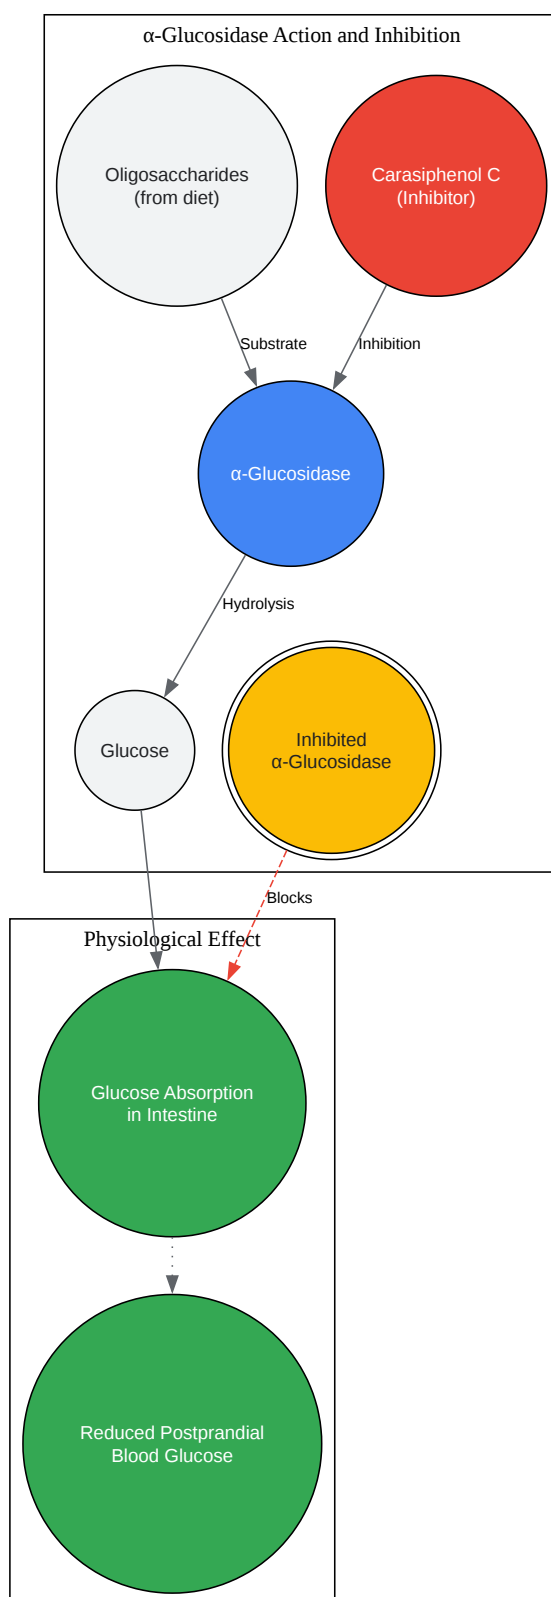 α-Glucosidase Action and Inhibition
Oligosaccharides
(from diet)
Carasiphenol C
(Inhibitor)
Substrate
Inhibition
α-Glucosidase
Hydrolysis
Glucose
Inhibited
α-Glucosidase
Blocks
Physiological Effect
Glucose Absorption
in Intestine
Reduced Postprandial
Blood Glucose